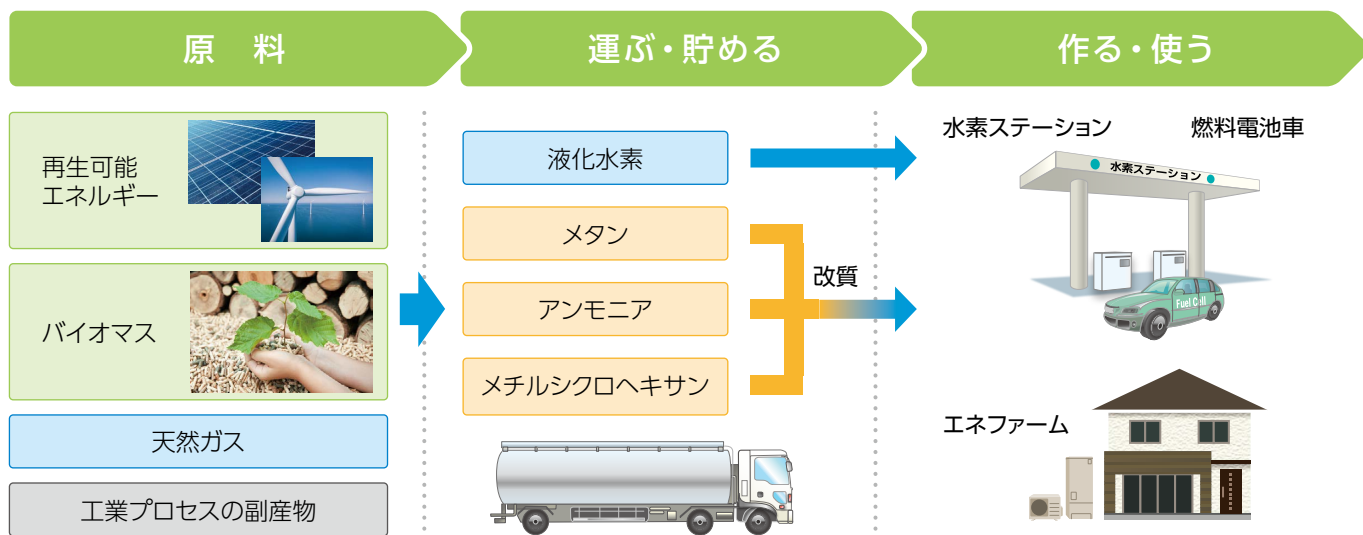 原　料
運ぶ・貯める
作る・使う
再生可能
エネルギー
バイオマス
天然ガス
工業プロセスの副産物
液化水素
メタン
アンモニア
メチルシクロヘキサン
改質
水素ステーション
燃料電池車
水素ステーション
Fuel Cell
エネファーム